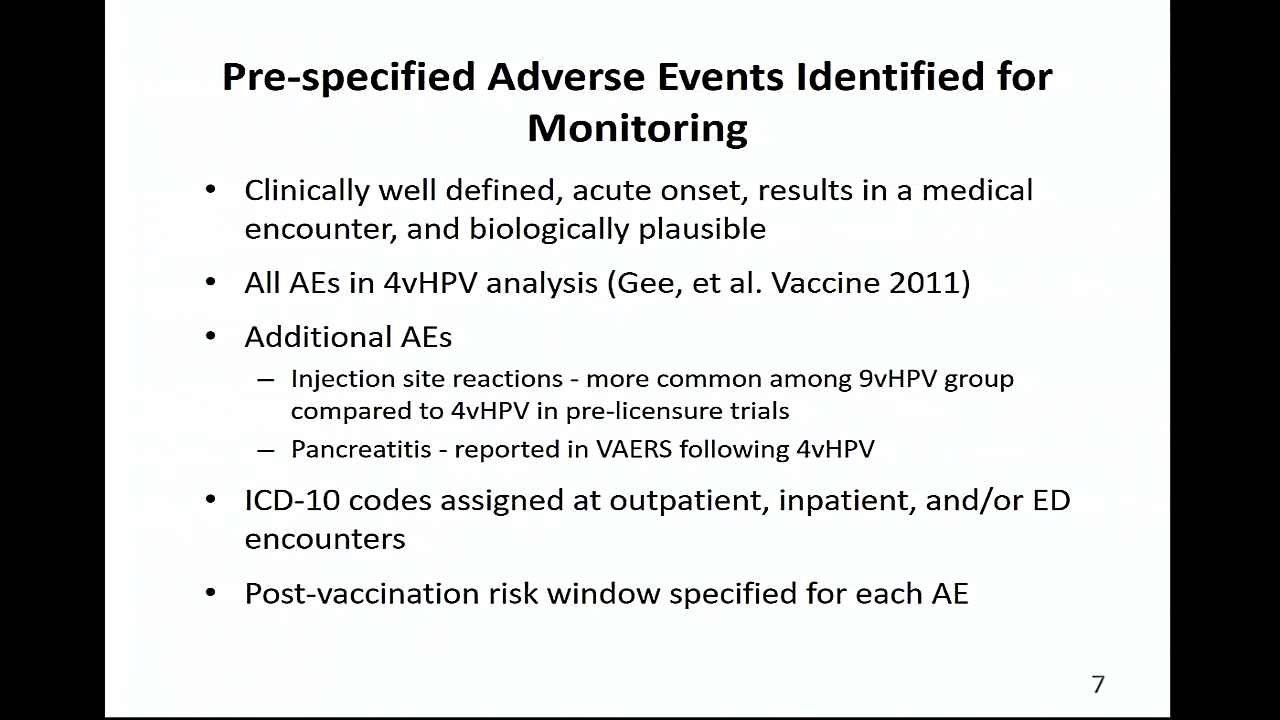 Pre-specified Adverse Events Identified for
Monitoring
• Clinically well defined, acute onset, results in a medical
encounter, and biologically plausible
• All AEs in 4vHPV analysis (Gee, et al. Vaccine 2011)
• Additional AEs
– Injection site reactions - more common among 9vHPV group
compared to 4vHPV in pre-licensure trials
– Pancreatitis - reported in VAERS following 4vHPV
• ICD-10 codes assigned at outpatient, inpatient, and/or ED
encounters
• Post-vaccination risk window specified for each AE
7